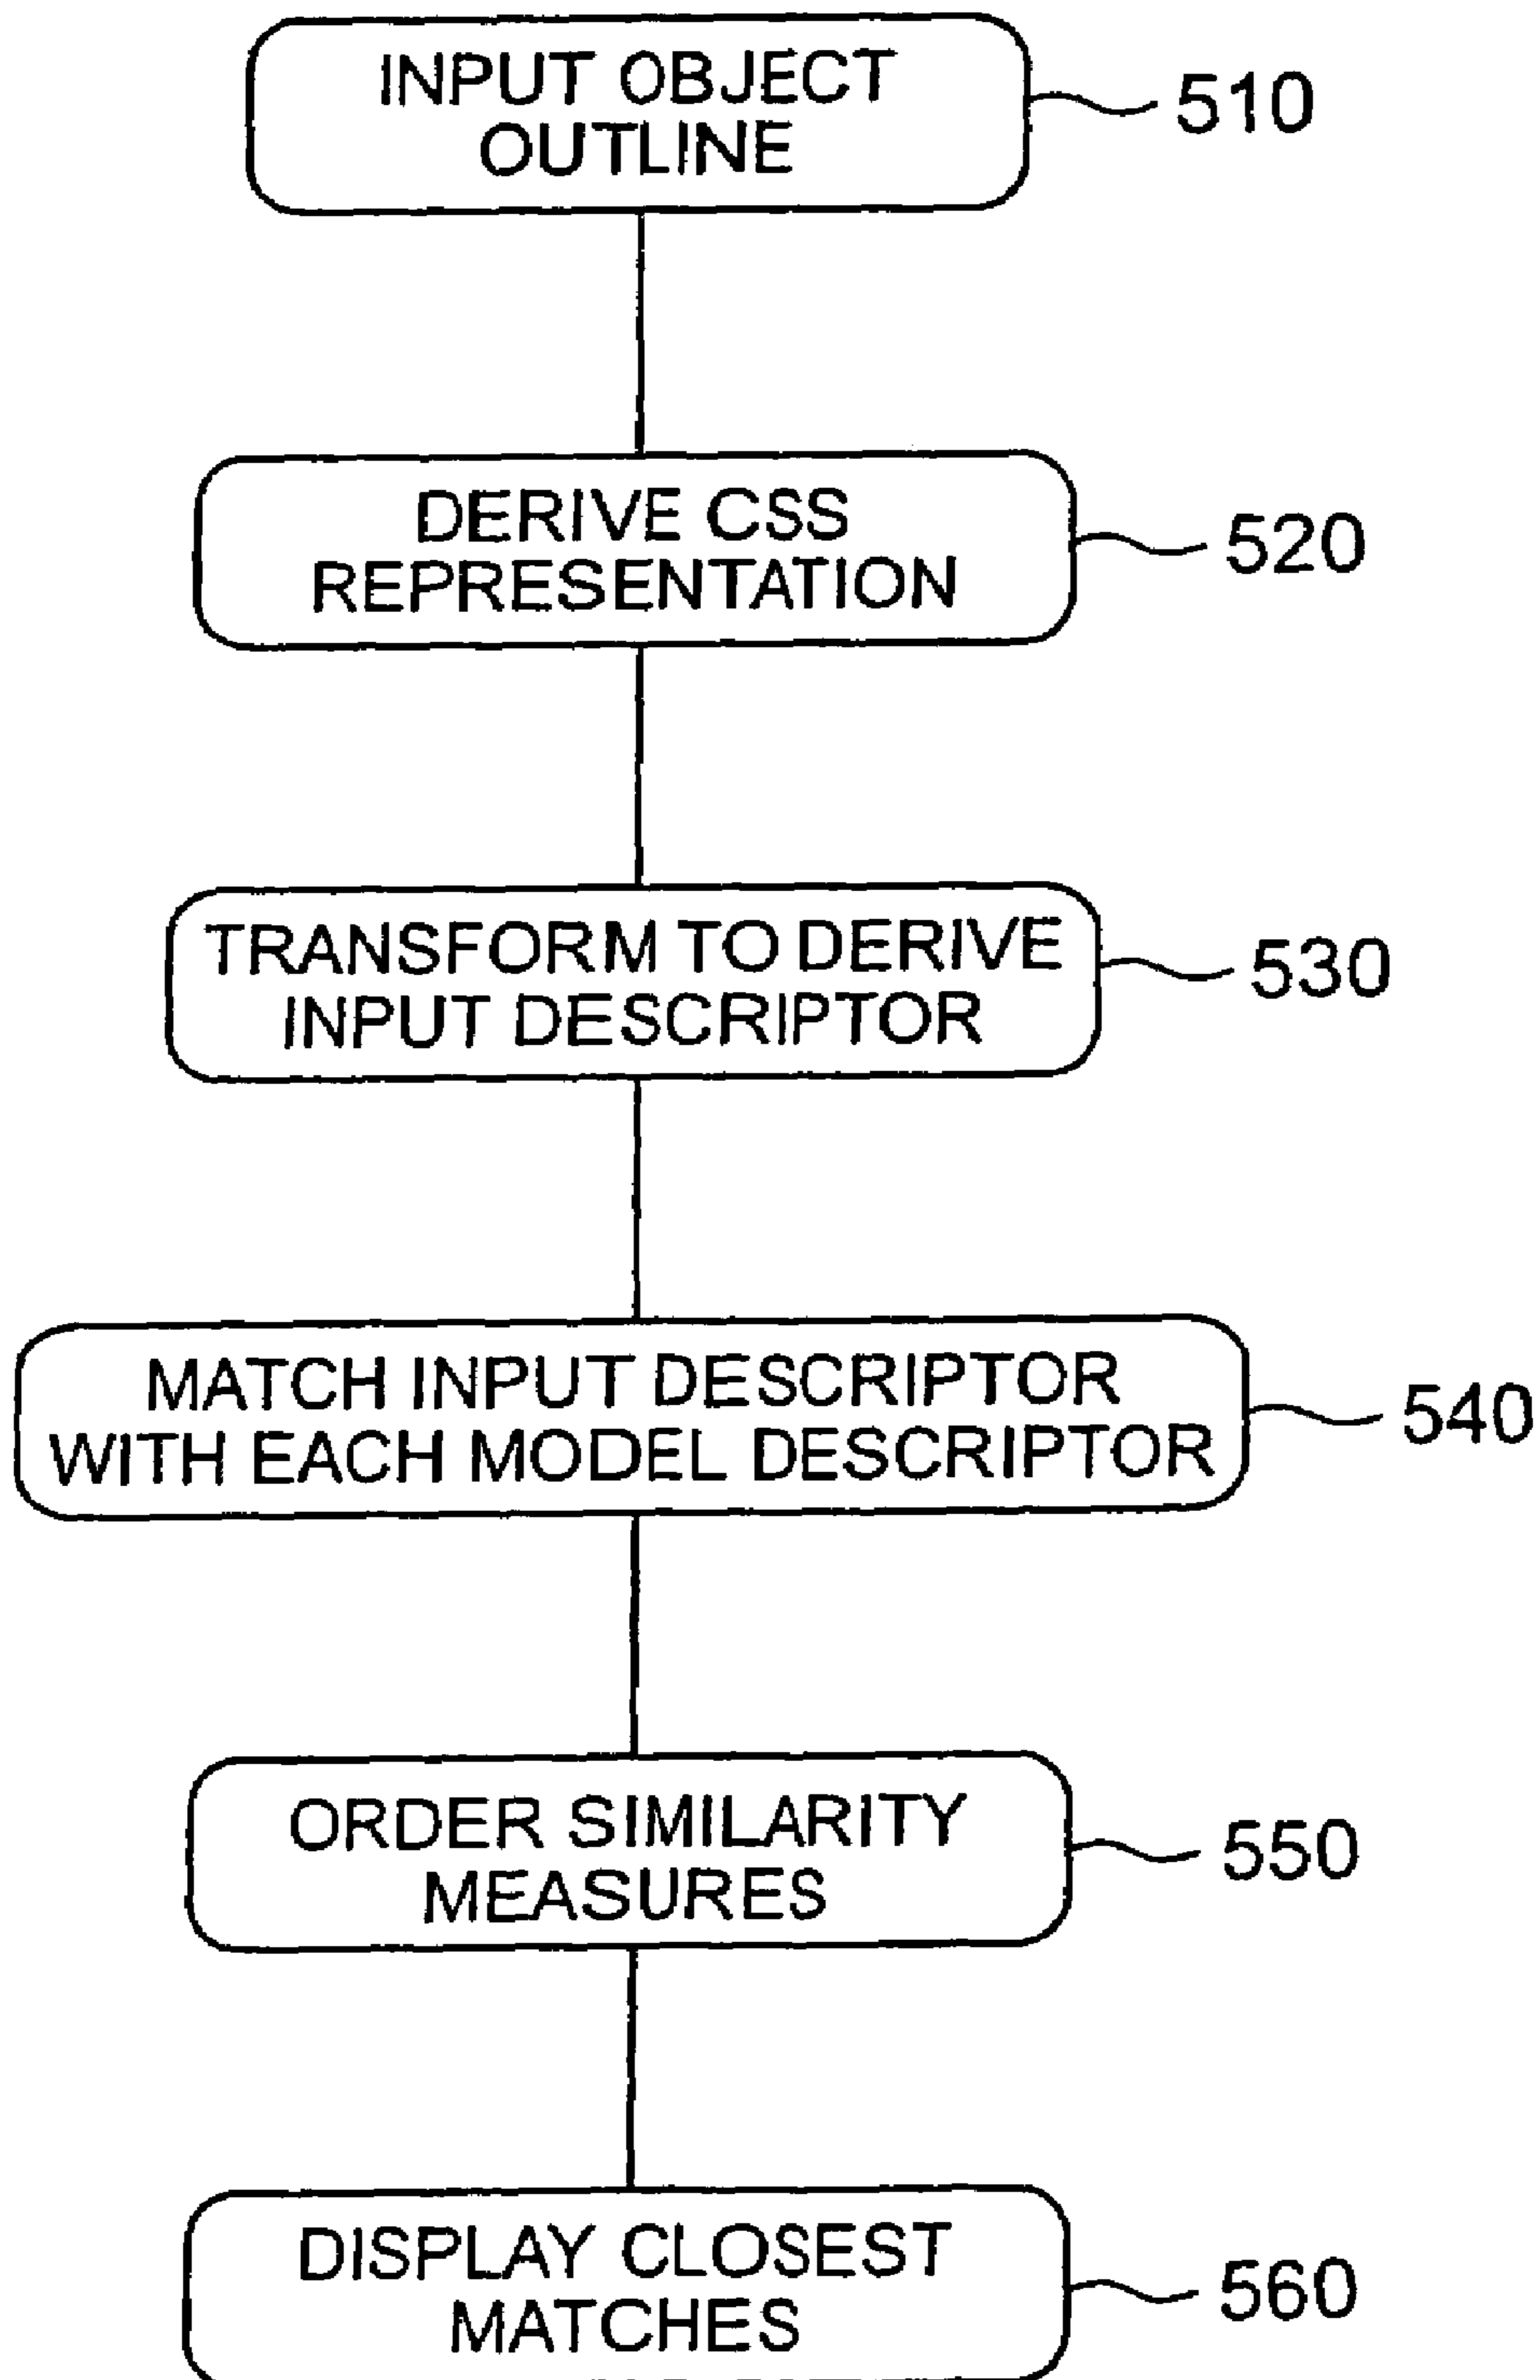 INPUT OBJECT
OUTLINE
510
DERIVE CSS
REPRESENTATION
520
TRANSFORM TO DERIVE
INPUT DESCRIPTOR
530
MATCH INPUT DESCRIPTOR
WITH EACH MODEL DESCRIPTOR
540
ORDER SIMILARITY
MEASURES
550
DISPLAY CLOSEST
MATCHES
560